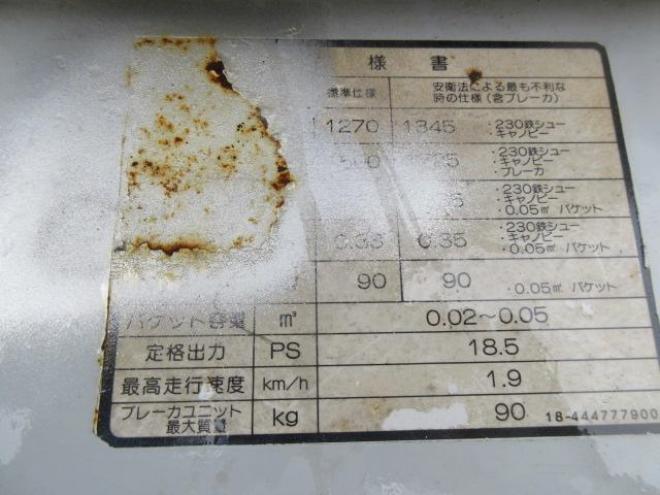 様 書
標準仕様 安衛法による最も不利な
時の仕様(含ブレーカ)
1270 1345 ・230鉄シュー
・キャノピー
・230鉄シュー
・キャノピー
・ブレーカ
・230鉄シュー
・キャノピー
・0.05㎥ バケット
0.33 0.35 ・230鉄シュー
・キャノピー
・0.05㎥ バケット
90 90 ・0.05㎥ バケット
バケット容量 m³ 0.02〜0.05
定格出力 PS 18.5
最高走行速度 km/h 1.9
ブレーカユニット
最大質量 kg 90 18-444777900